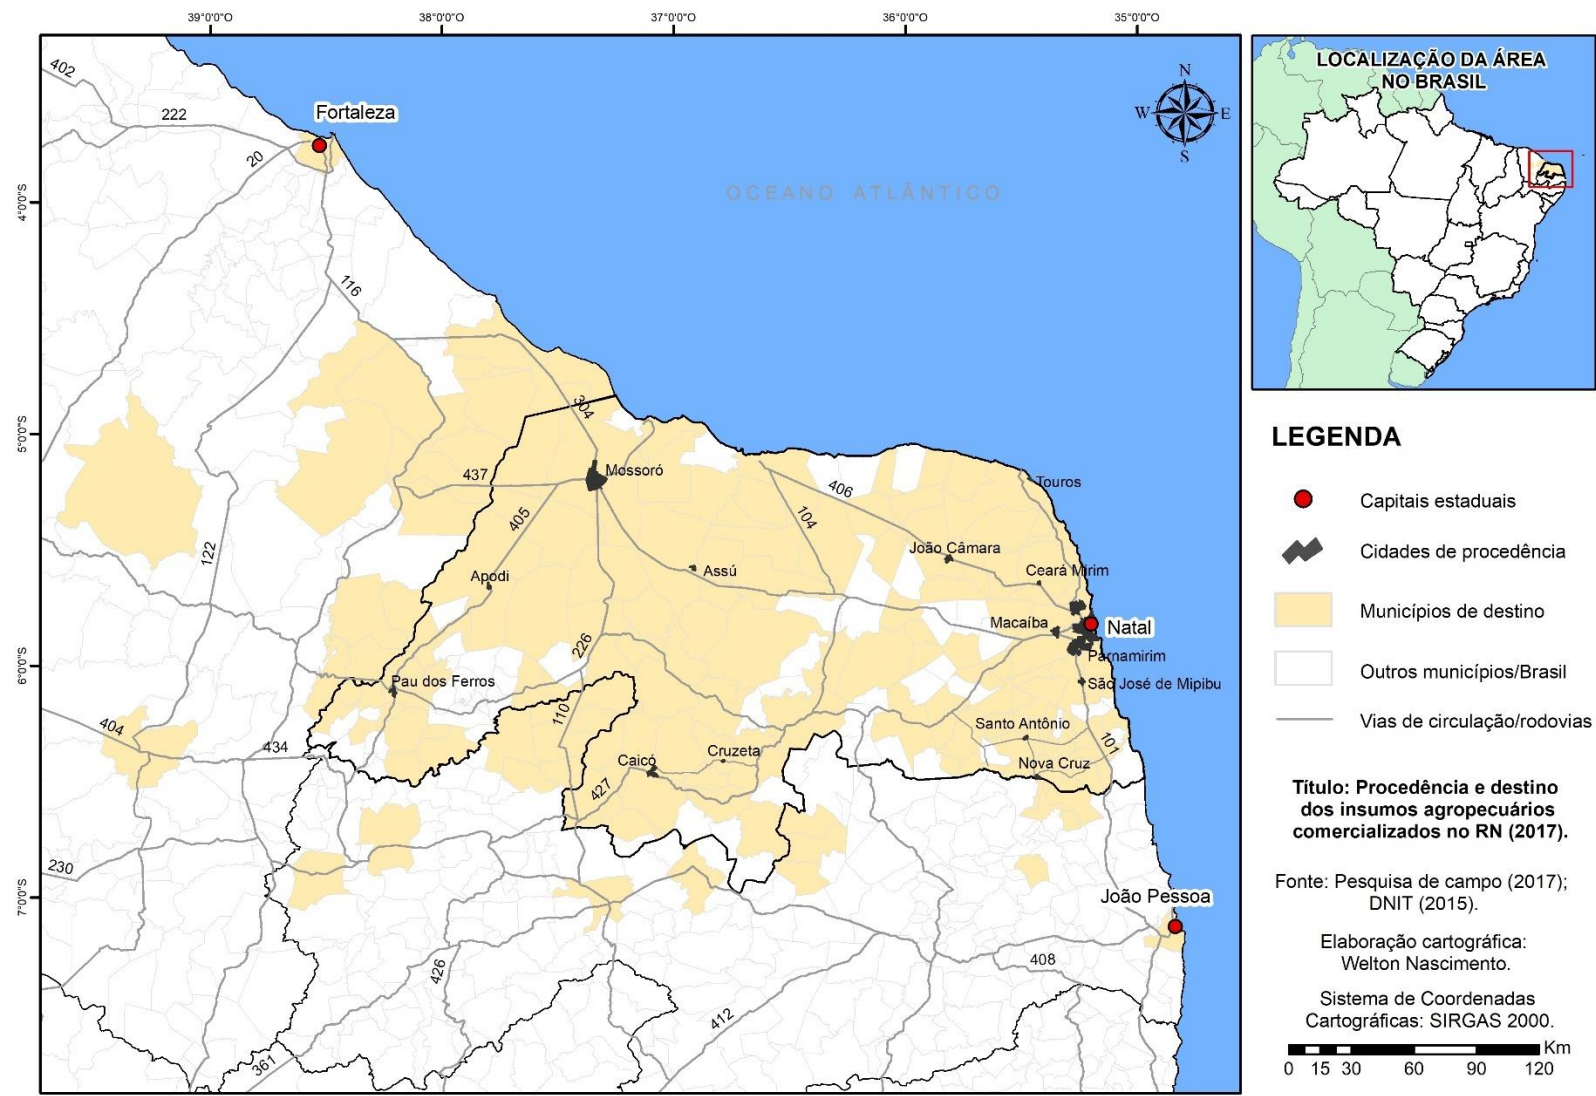 39°0'0"O
38°0'0"O
37°0'0"O
36°0'0"O
35°0'0"O
4°0'0"S
5°0'0"S
6°0'0"S
7°0'0"S
N
W
E
S
OCEANO ATLÂNTICO
402
222
20
Fortaleza
116
304
437
Mossoró
405
406
104
Touros
122
João Câmara
Assú
Apodi
Ceará Mirim
Macaíba
Natal
Parnamirim
226
Pau dos Ferros
São José de Mipibu
404
434
110
Santo Antônio
101
Caicó
Cruzeta
Nova Cruz
427
230
João Pessoa
426
408
412
361
LOCALIZAÇÃO DA ÁREA
NO BRASIL
LEGENDA
Capitais estaduais
Cidades de procedência
Municípios de destino
Outros municípios/Brasil
Vias de circulação/rodovias
Título: Procedência e destino
dos insumos agropecuários
comercializados no RN (2017).
Fonte: Pesquisa de campo (2017);
DNIT (2015).
Elaboração cartográfica:
Welton Nascimento.
Sistema de Coordenadas
Cartográficas: SIRGAS 2000.
Km
0 15 30 60 90 120